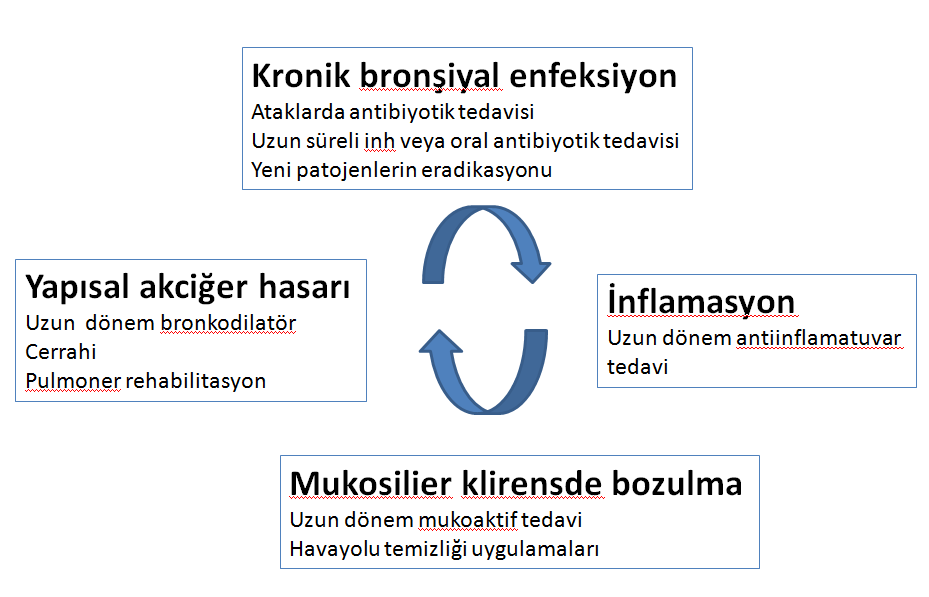 Kronik bronşiyal enfeksiyon
Ataklarda antibiyotik tedavisi
Uzun süreli inh veya oral antibiyotik tedavisi
Yeni patojenlerin eradikasyonu
Yapısal akciğer hasarı
Uzun  dönem bronkodilatör
Cerrahi
Pulmoner rehabilitasyon
İnflamasyon
Uzun dönem antiinflamatuvar
tedavi
Mukosilier klirensde bozulma
Uzun dönem mukoaktif tedavi
Havayolu temizliği uygulamaları